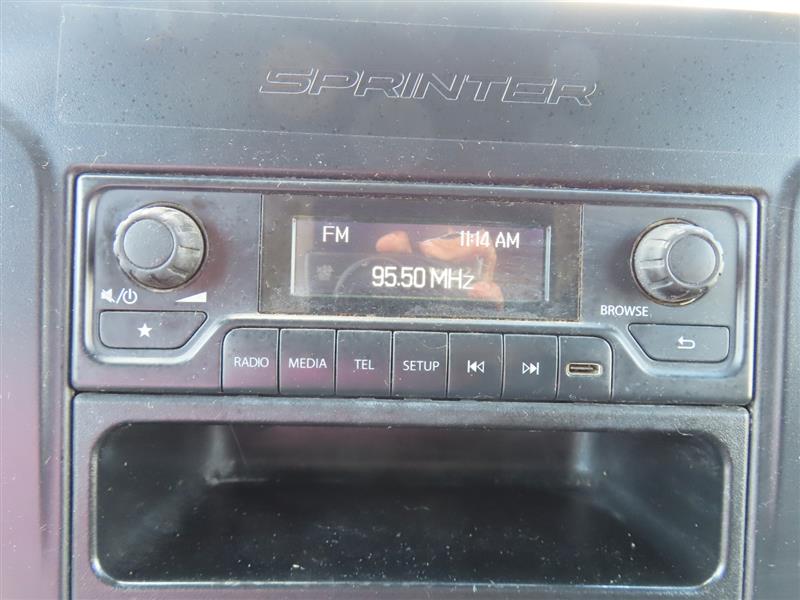 SPRINTER
FM 11:14 AM
95.50 MHz
BROWSE
RADIO MEDIA TEL SETUP